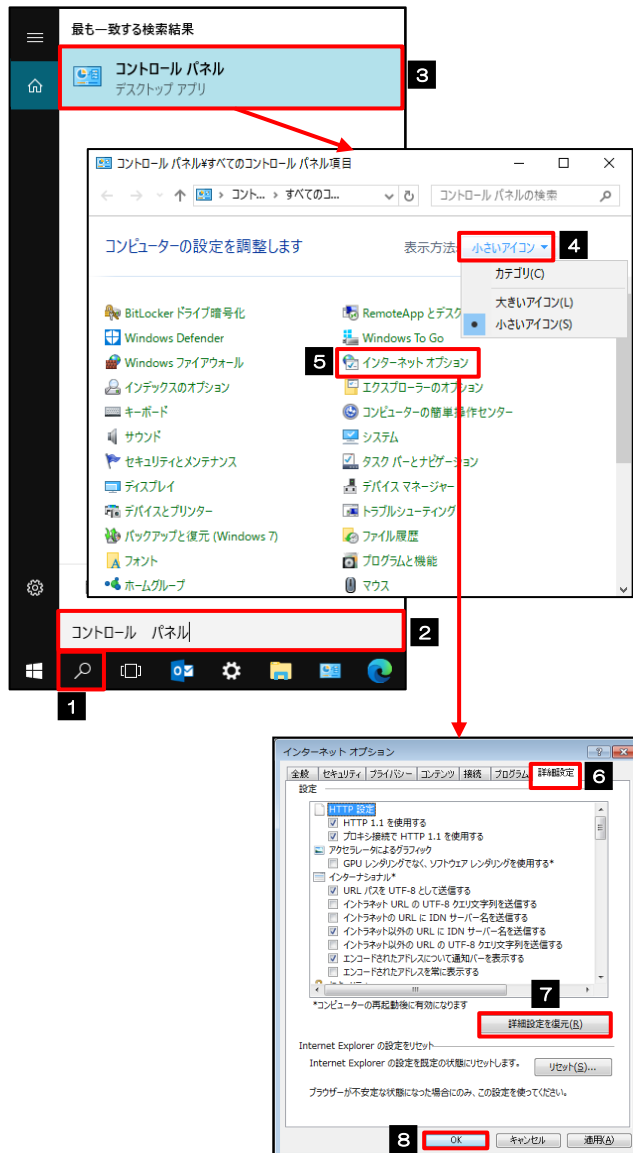 最も一致する検索結果
コントロール パネル
デスクトップ アプリ
3
コントロール パネル¥すべてのコントロール パネル項目
コント... › すべてのコ...
コントロール パネルの検索
コンピューターの設定を調整します
表示方法:
小さいアイコン
4
カテゴリ(C)
大きいアイコン(L)
小さいアイコン(S)
BitLocker ドライブ暗号化
RemoteApp とデスク
Windows Defender
Windows To Go
Windows ファイアウォール
5
インターネット オプション
インデックスのオプション
エクスプローラーのオプション
キーボード
コンピューターの簡単操作センター
サウンド
システム
セキュリティとメンテナンス
タスク バーとナビゲーション
ディスプレイ
デバイス マネージャー
デバイスとプリンター
トラブルシューティング
バックアップと復元 (Windows 7)
ファイル履歴
フォント
プログラムと機能
ホームグループ
マウス
コントロール　パネル
2
1
インターネット オプション
全般
セキュリティ
プライバシー
コンテンツ
接続
プログラム
詳細設定
6
設定
HTTP 設定
HTTP 1.1 を使用する
プロキシ接続で HTTP 1.1 を使用する
アクセラレータによるグラフィック
GPU レンダリングでなく、ソフトウェア レンダリングを使用する*
インターナショナル*
URL パスを UTF-8 として送信する
イントラネット URL の UTF-8 クエリ文字列を送信する
イントラネットの URL に IDN サーバー名を送信する
イントラネット以外の URL に IDN サーバー名を送信する
イントラネット以外の URL の UTF-8 クエリ文字列を送信する
エンコードされたアドレスについて通知バーを表示する
エンコードされたアドレスを常に表示する
*コンピューターの再起動後に有効になります
7
詳細設定を復元(R)
Internet Explorer の設定をリセット
Internet Explorer の設定を既定の状態にリセットします。
リセット(S)...
ブラウザーが不安定な状態になった場合にのみ、この設定を使ってください。
8
OK
キャンセル
適用(A)